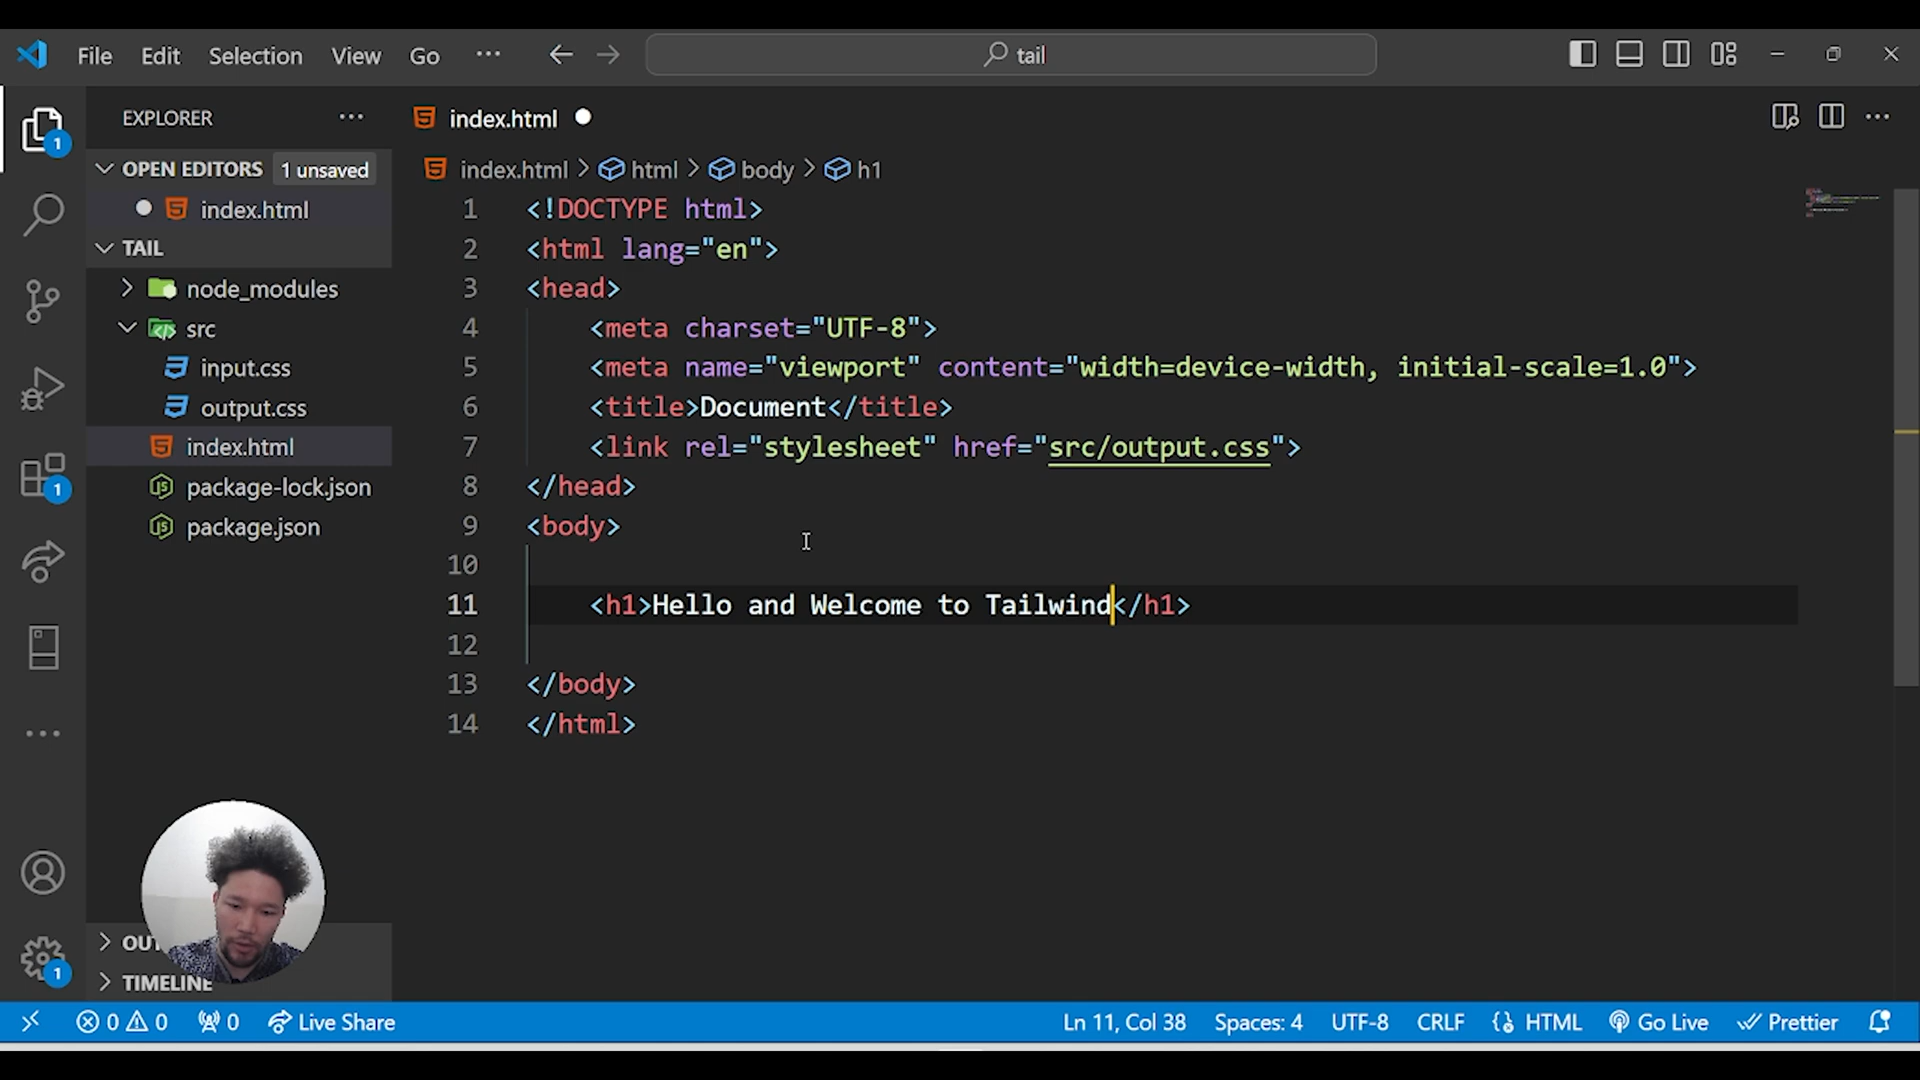 File Edit Selection View Go ··· tail
EXPLORER ···
OPEN EDITORS 1 unsaved
index.html
TAIL
node_modules
src
input.css
output.css
index.html
package-lock.json
package.json
TIMELINE
1
1
1
index.html
index.html > html > body > h1
1 <!DOCTYPE html>
2 <html lang="en">
3 <head>
4 <meta charset="UTF-8">
5 <meta name="viewport" content="width=device-width, initial-scale=1.0">
6 <title>Document</title>
7 <link rel="stylesheet" href="src/output.css">
8 </head>
9 <body>
10
11 <h1>Hello and Welcome to Tailwind</h1>
12
13 </body>
14 </html>
0 0 0 Live Share Ln 11, Col 38 Spaces: 4 UTF-8 CRLF {} HTML Go Live Prettier